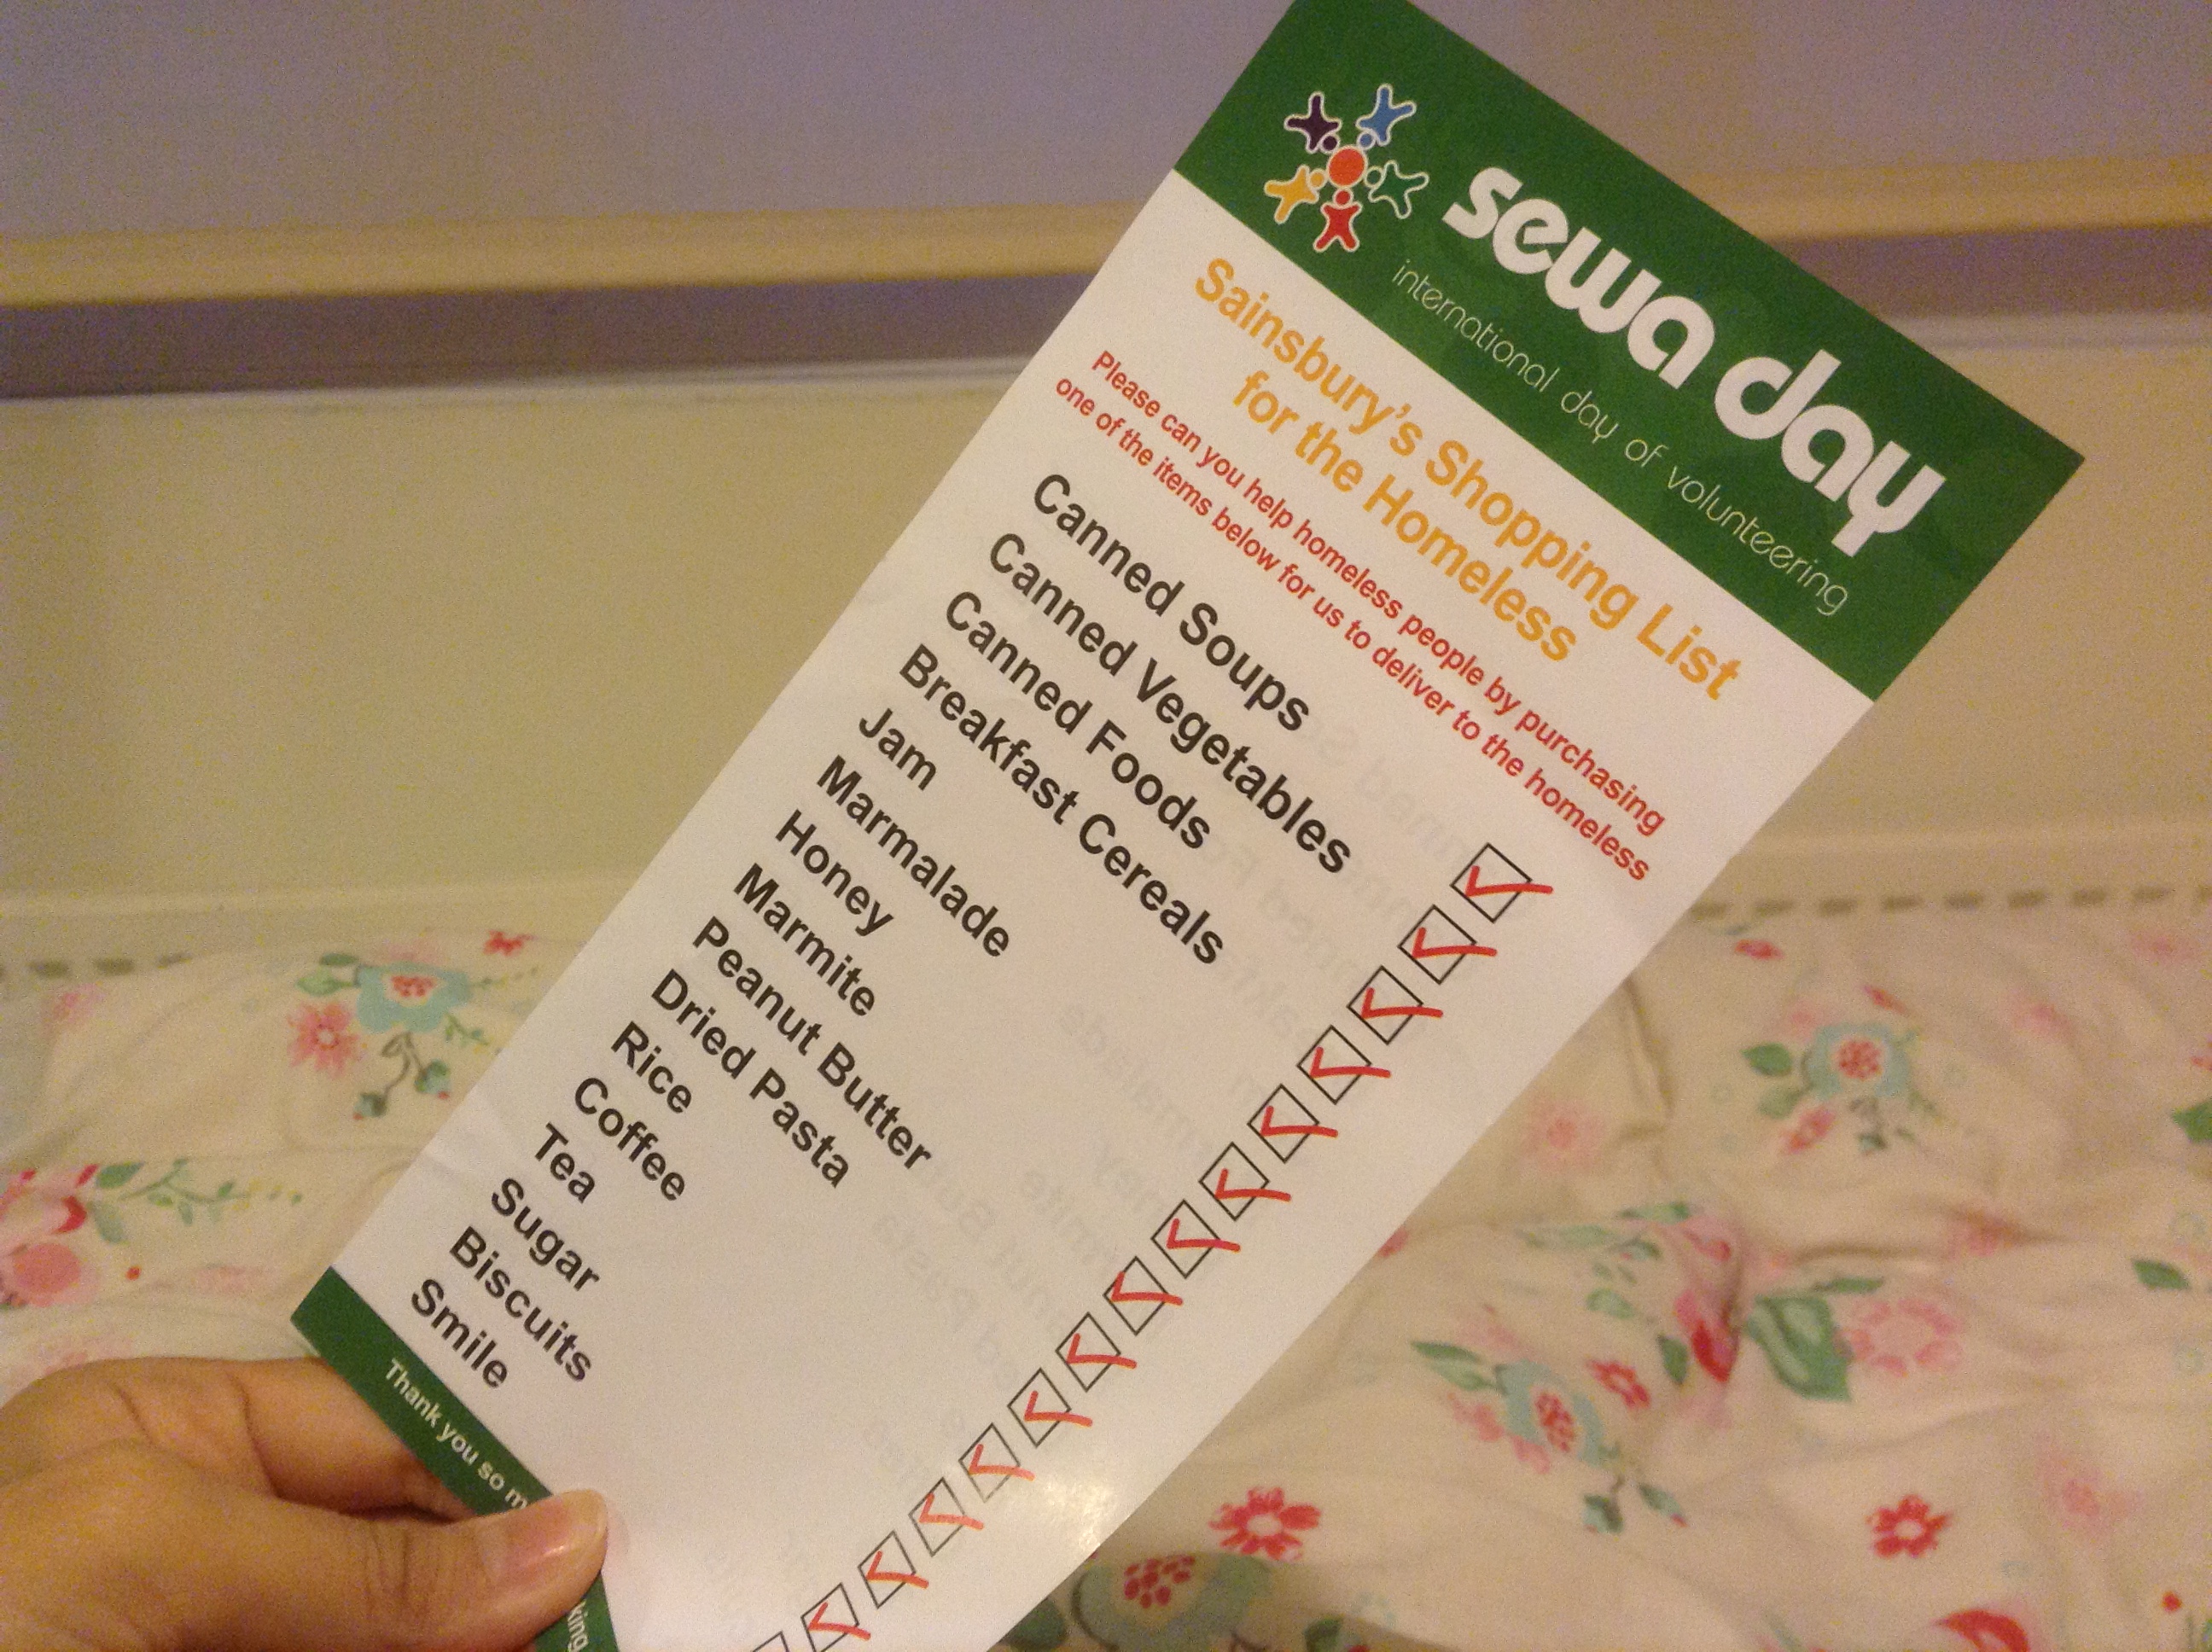 sewa day
international day of volunteering
Sainsbury's Shopping List
for the Homeless
Please can you help homeless people by purchasing
one of the items below for us to deliver to the homeless
Canned Soups
Canned Vegetables
Canned Foods
Breakfast Cereals
Jam
Marmalade
Honey
Marmite
Peanut Butter
Dried Pasta
Rice
Coffee
Tea
Sugar
Biscuits
Smile
Thank you so